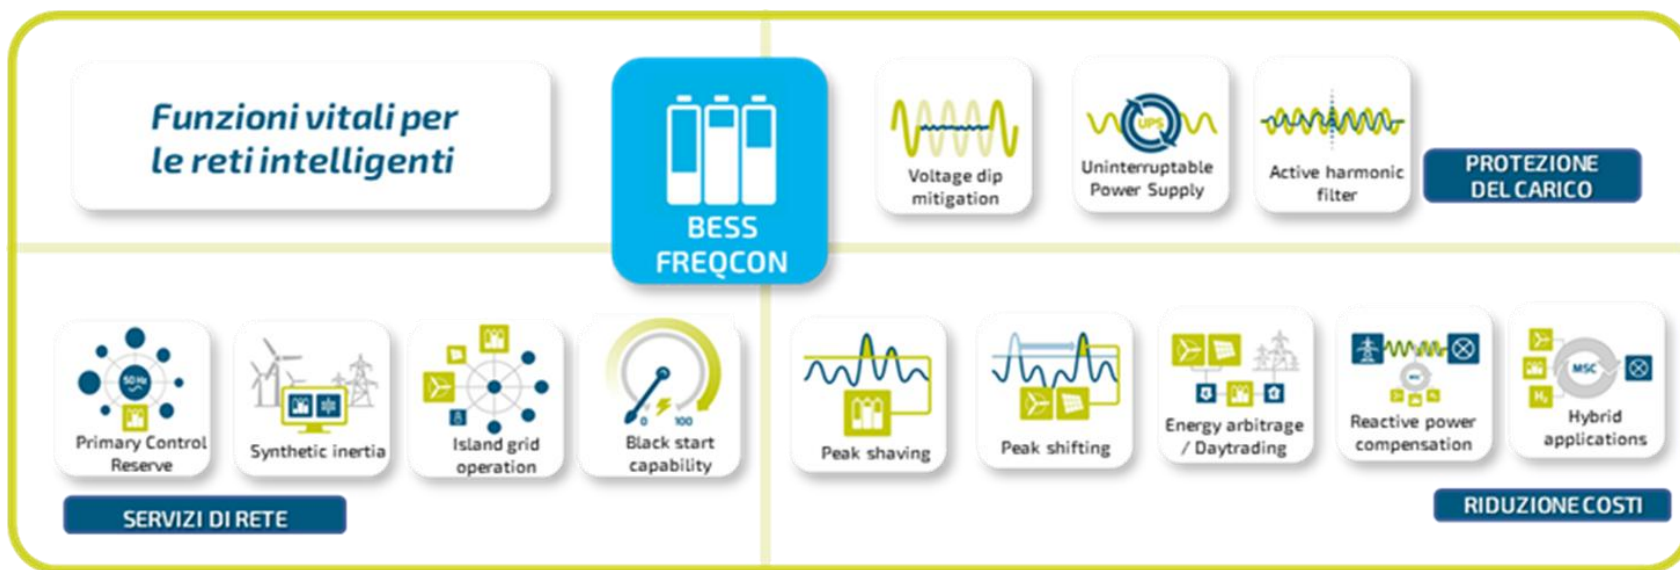 Funzioni vitali per
le reti intelligenti
BESS
FREQCON
Voltage dip
mitigation
UPS
Uninterruptable
Power Supply
Active harmonic
filter
PROTEZIONE
DEL CARICO
50 Hz
Primary Control
Reserve
Synthetic inertia
Island grid
operation
0 100
Black start
capability
SERVIZI DI RETE
Peak shaving
Peak shifting
Energy arbitrage
/ Daytrading
Reactive power
compensation
MSC
H₂
Hybrid
applications
RIDUZIONE COSTI